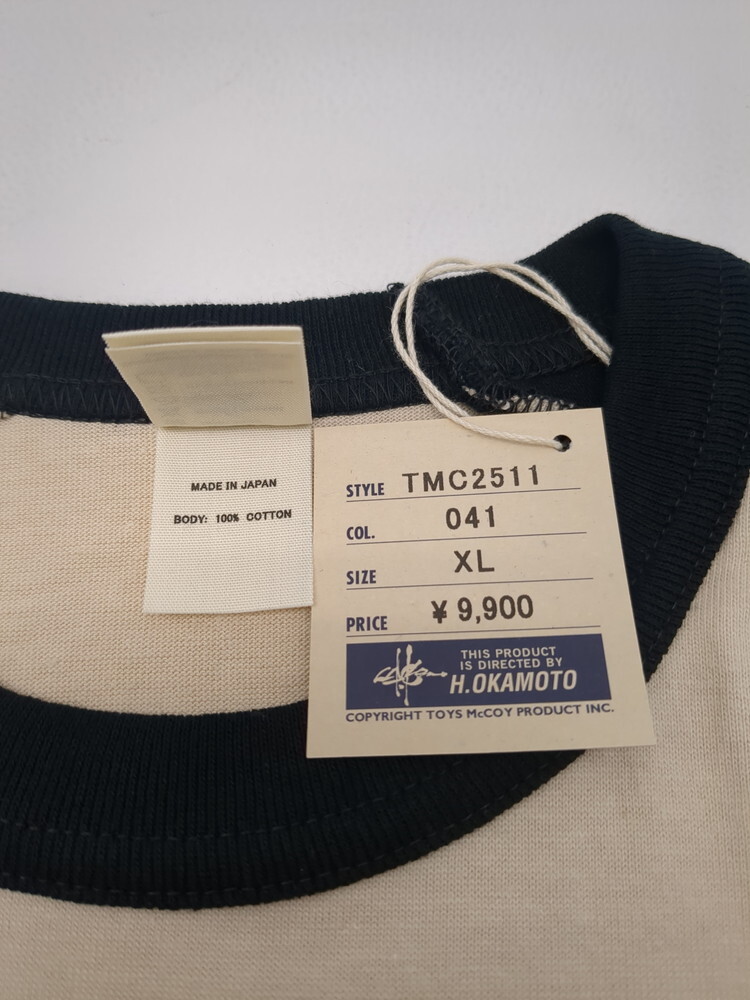 MADE IN JAPAN
BODY: 100% COTTON
STYLE TMC2511
COL. 041
SIZE XL
PRICE ¥ 9,900
THIS PRODUCT
IS DIRECTED BY
H.OKAMOTO
COPYRIGHT TOYS McCOY PRODUCT INC.